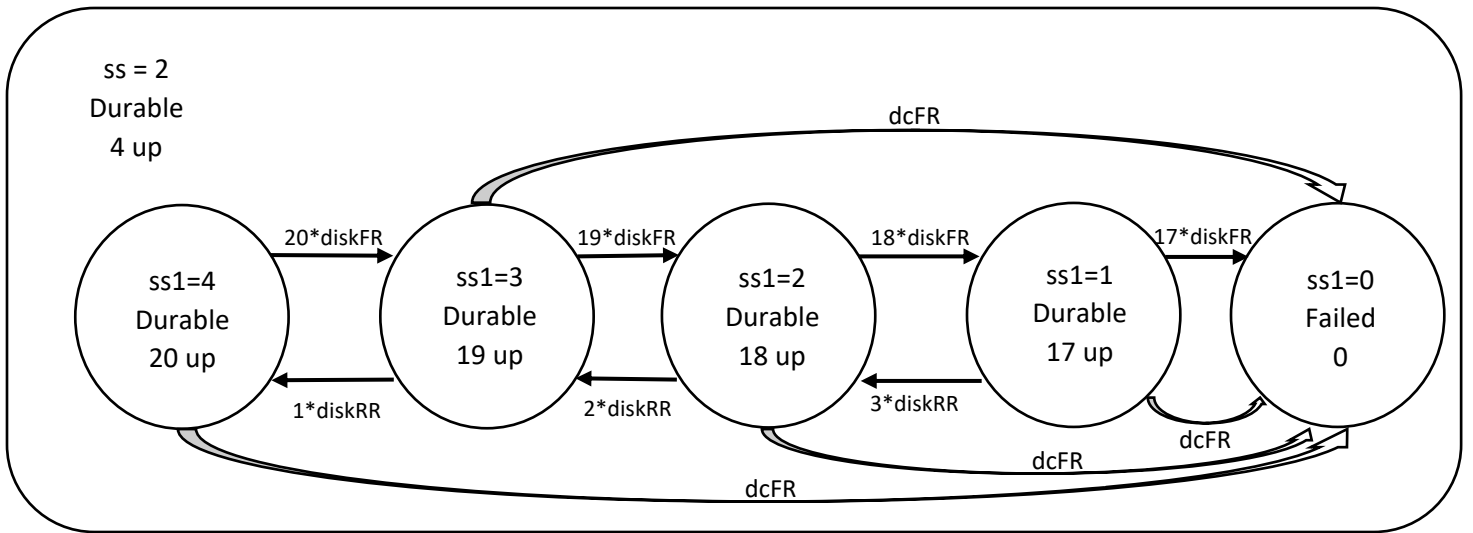 ss = 2
Durable
4 up
dcFR
20*diskFR
19*diskFR
18*diskFR
17*diskFR
ss1=4
Durable
20 up
ss1=3
Durable
19 up
ss1=2
Durable
18 up
ss1=1
Durable
17 up
ss1=0
Failed
0
1*diskRR
2*diskRR
3*diskRR
dcFR
dcFR
dcFR